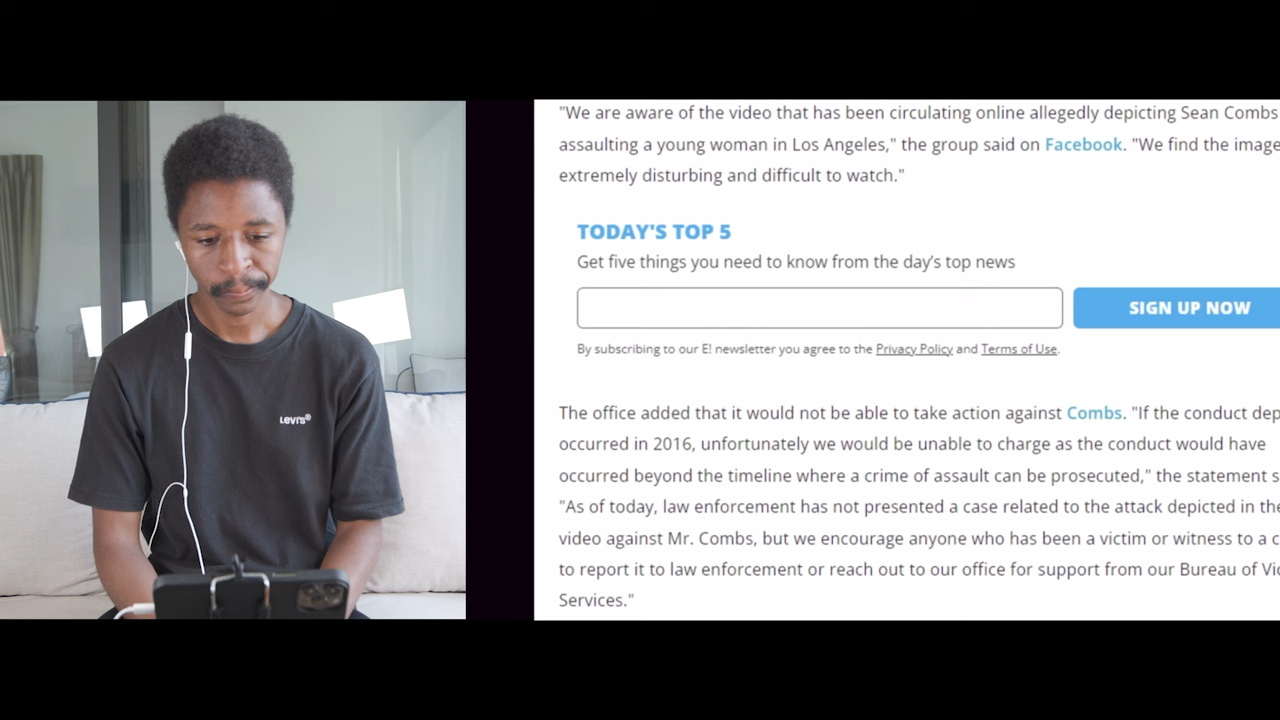 "We are aware of the video that has been circulating online allegedly depicting Sean Combs
assaulting a young woman in Los Angeles," the group said on Facebook. "We find the image
extremely disturbing and difficult to watch."
TODAY'S TOP 5
Get five things you need to know from the day's top news
SIGN UP NOW
By subscribing to our E! newsletter you agree to the Privacy Policy and Terms of Use.
The office added that it would not be able to take action against Combs. "If the conduct dep
occurred in 2016, unfortunately we would be unable to charge as the conduct would have
occurred beyond the timeline where a crime of assault can be prosecuted," the statement s
"As of today, law enforcement has not presented a case related to the attack depicted in the
video against Mr. Combs, but we encourage anyone who has been a victim or witness to a c
to report it to law enforcement or reach out to our office for support from our Bureau of Vic
Services."
Levi's®